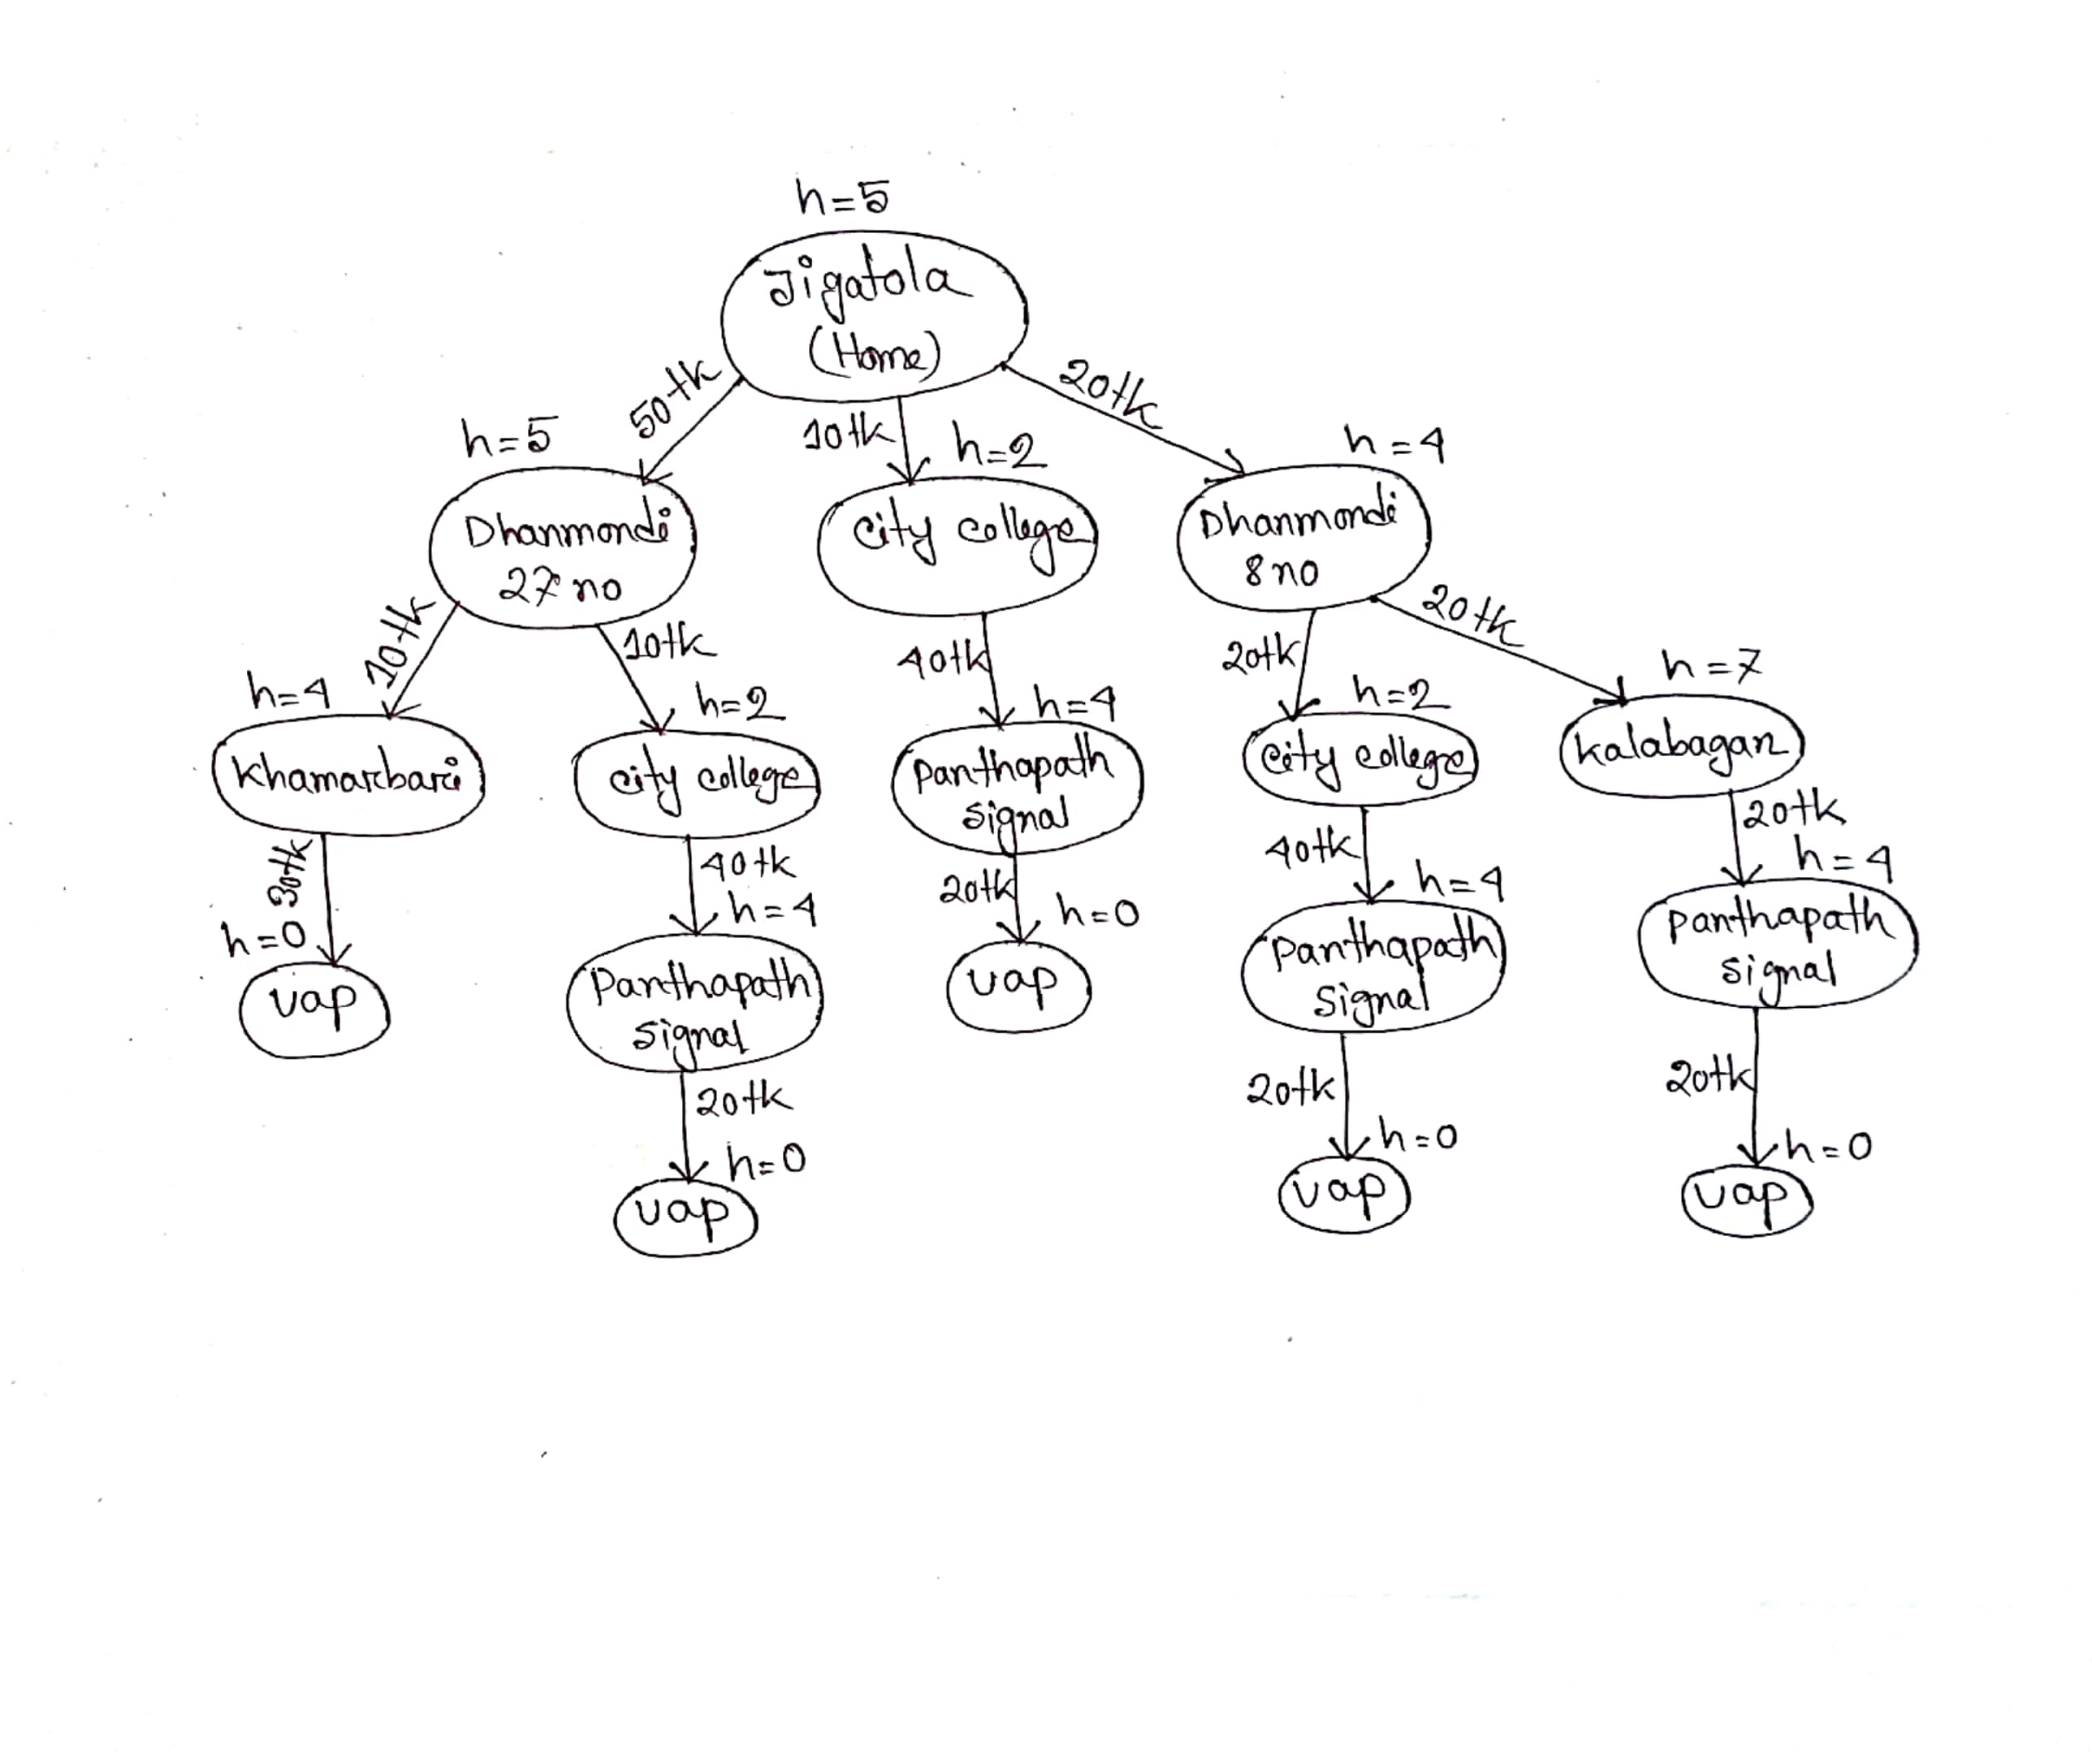 h=5
Jigatola
(Home)
50tk
10tk
20tk
h=5
h=2
h=4
Dhanmondi
27 no
City college
Dhanmondi
8 no
10tk
10tk
40tk
20tk
20tk
h=4
h=2
h=4
h=2
h=7
Khamarbari
City college
Panthapath
signal
City college
Kalabagan
30tk
40tk
20tk
40tk
20tk
h=0
h=4
h=0
h=4
h=4
Uap
Panthapath
signal
Uap
Panthapath
Signal
Panthapath
signal
20tk
20tk
20tk
h=0
h=0
h=0
Uap
Uap
Uap